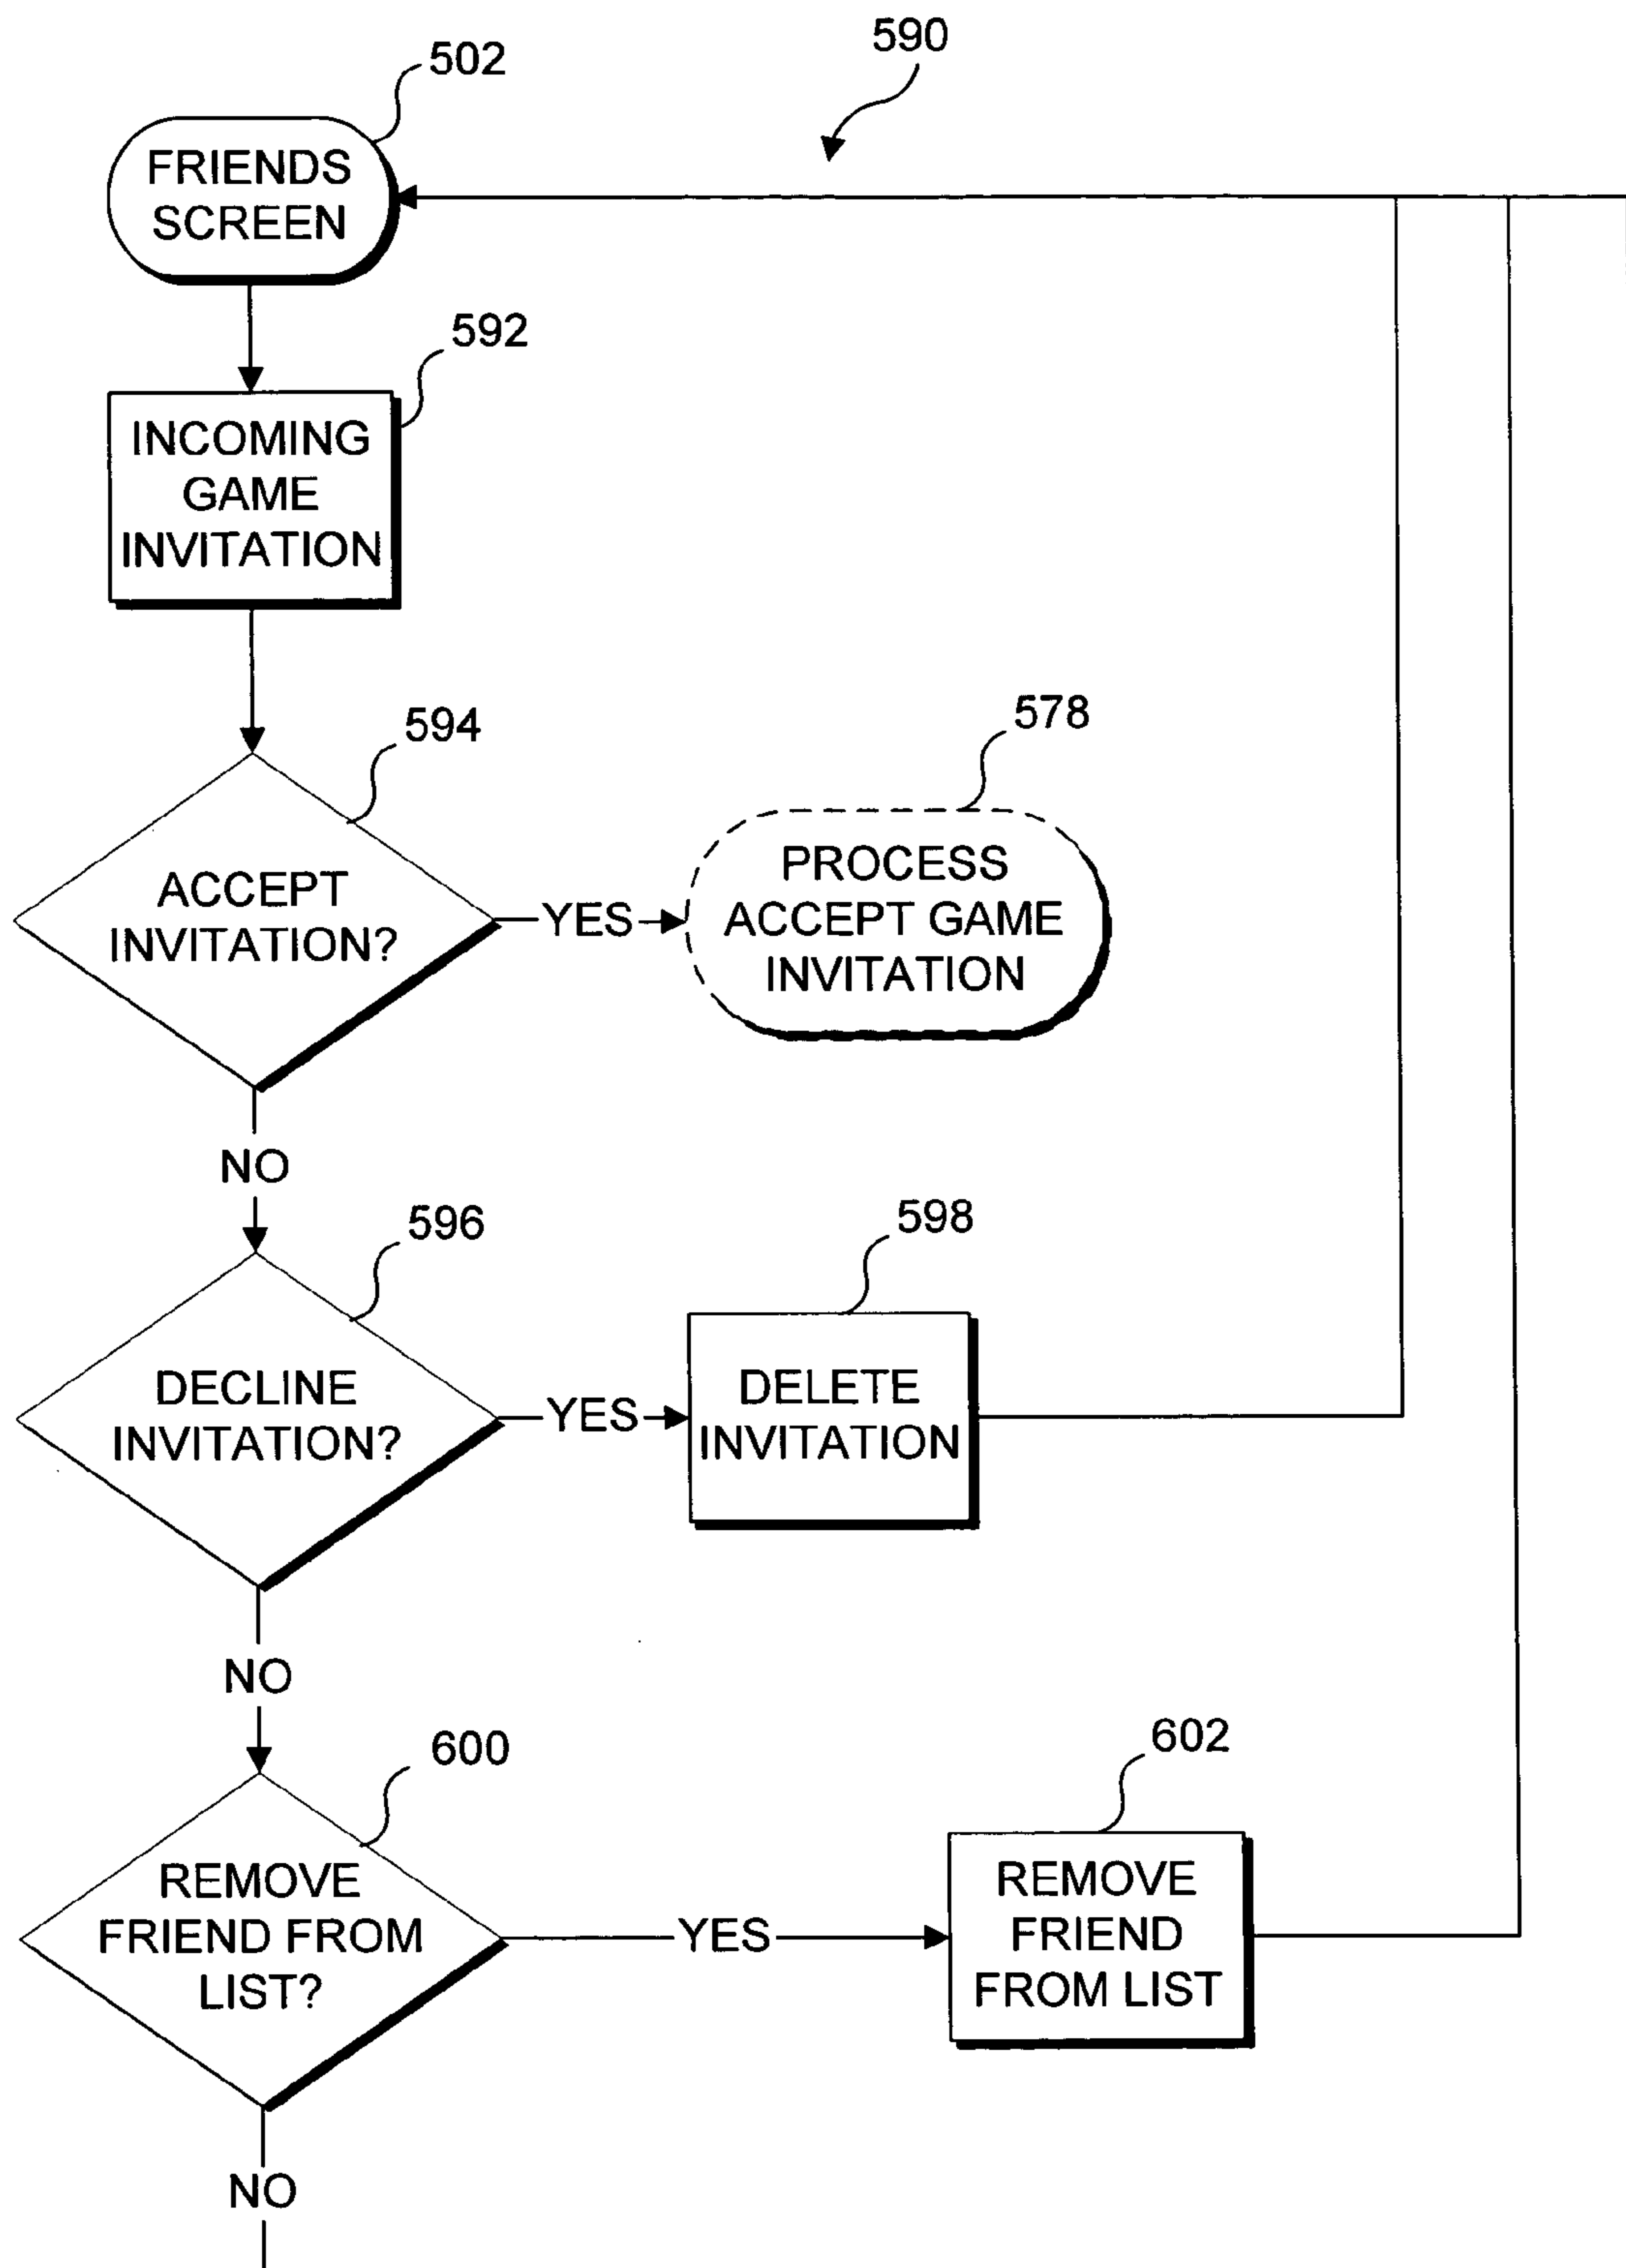 590
502
FRIENDS
SCREEN
592
INCOMING
GAME
INVITATION
594
ACCEPT
INVITATION?
YES
578
PROCESS
ACCEPT GAME
INVITATION
NO
596
DECLINE
INVITATION?
YES
598
DELETE
INVITATION
NO
600
REMOVE
FRIEND FROM
LIST?
YES
602
REMOVE
FRIEND
FROM LIST
NO